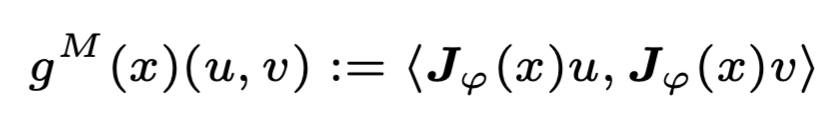 g^M(x)(u, v) := ⟨J_φ(x)u, J_φ(x)v⟩